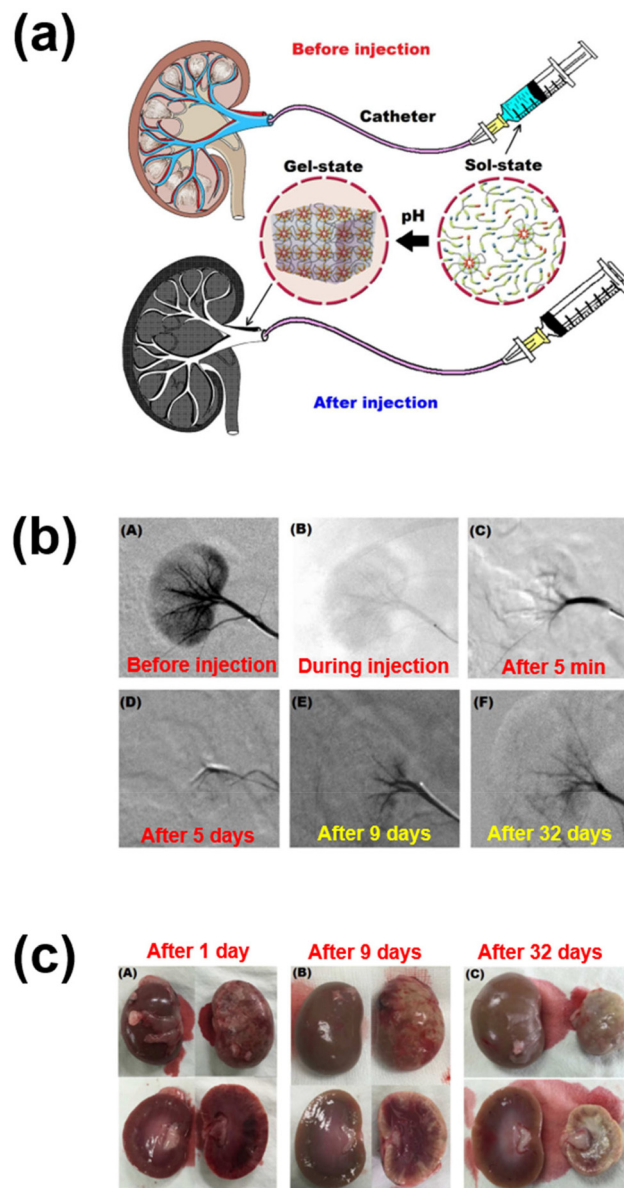 (a)
Before injection
Catheter
Gel-state
Sol-state
pH
After injection
(b)
(A)
(B)
(C)
Before injection
During injection
After 5 min
(D)
(E)
(F)
After 5 days
After 9 days
After 32 days
(c)
After 1 day
After 9 days
After 32 days
(A)
(B)
(C)